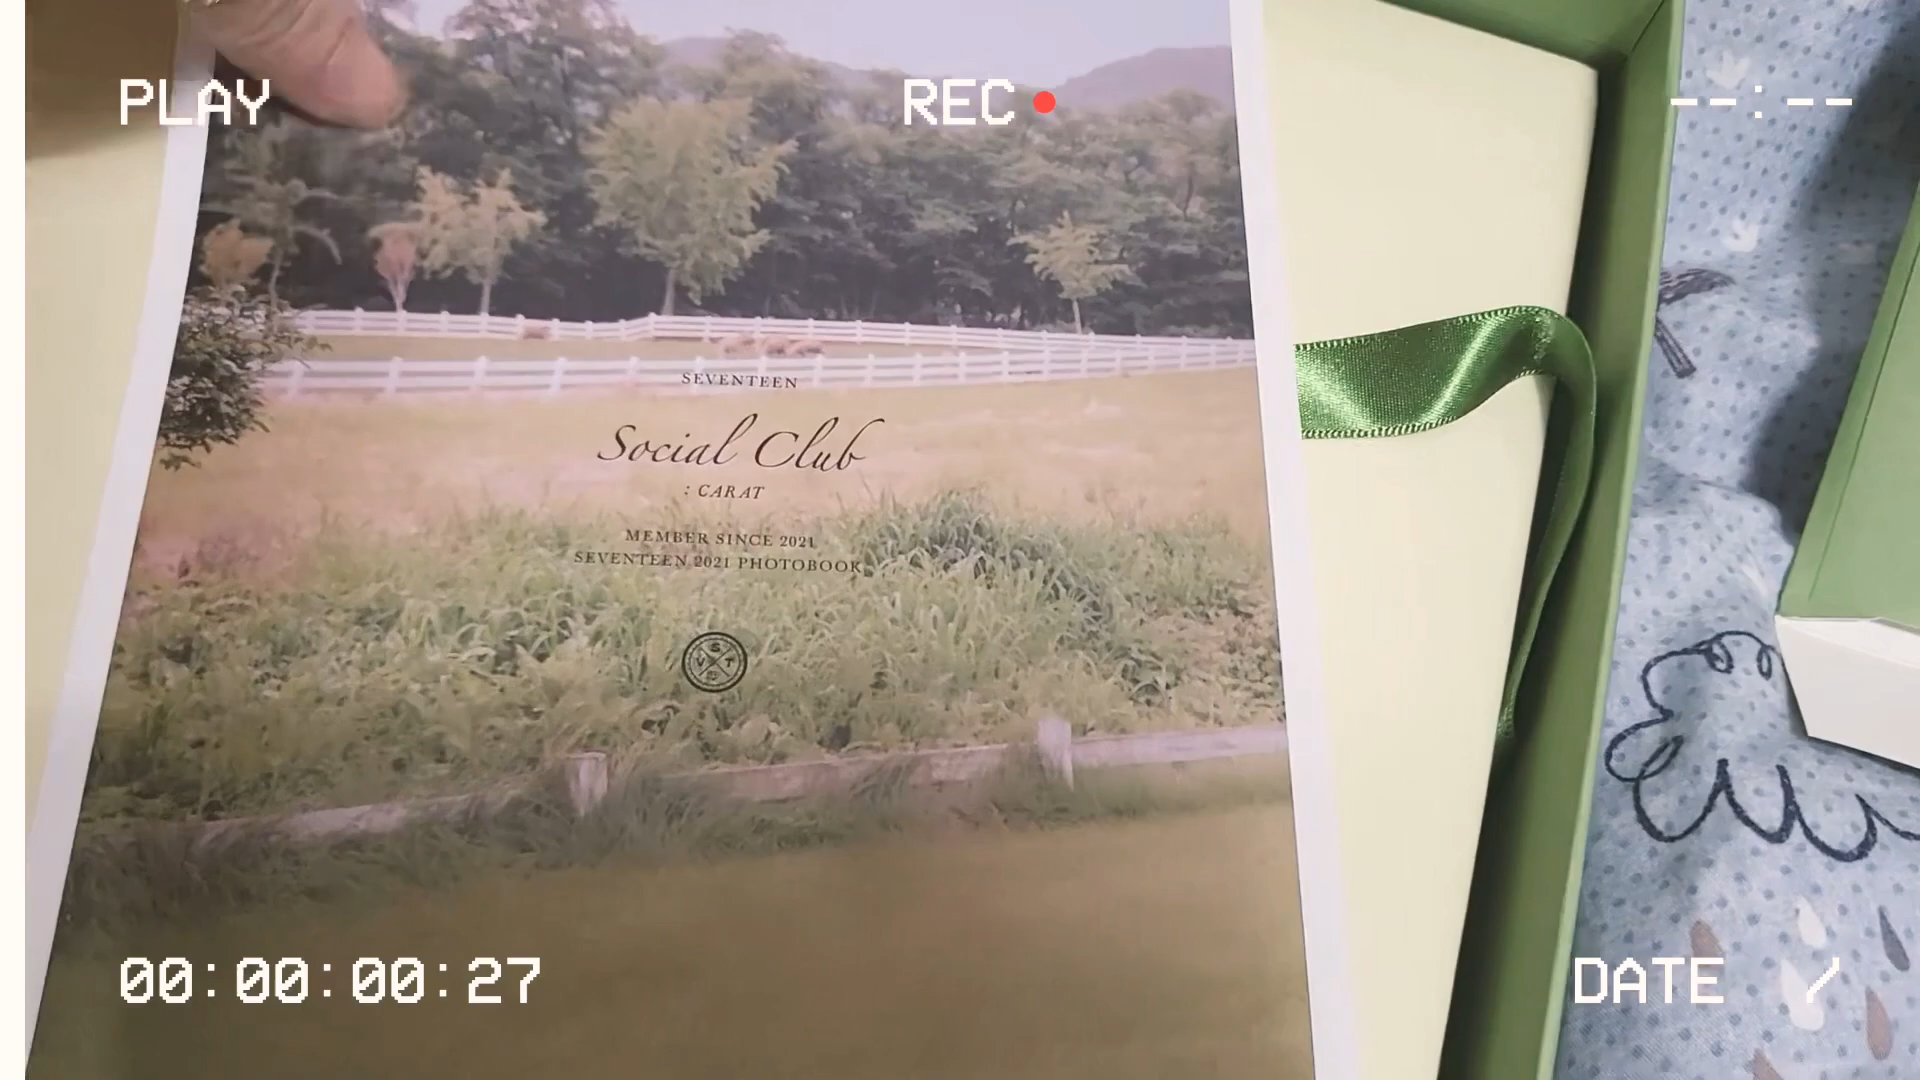 PLAY
REC
--:--
SEVENTEEN
Social Club
: CARAT
MEMBER SINCE 2021
SEVENTEEN 2021 PHOTOBOOK
S
V T
00:00:00:27
DATE /